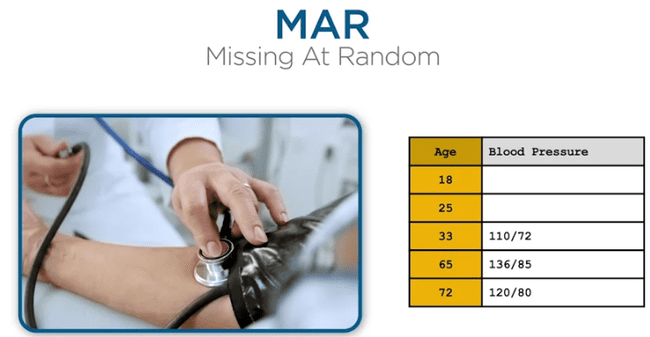 MAR
Missing At Random
Age Blood Pressure
18
25
33 110/72
65 136/85
72 120/80